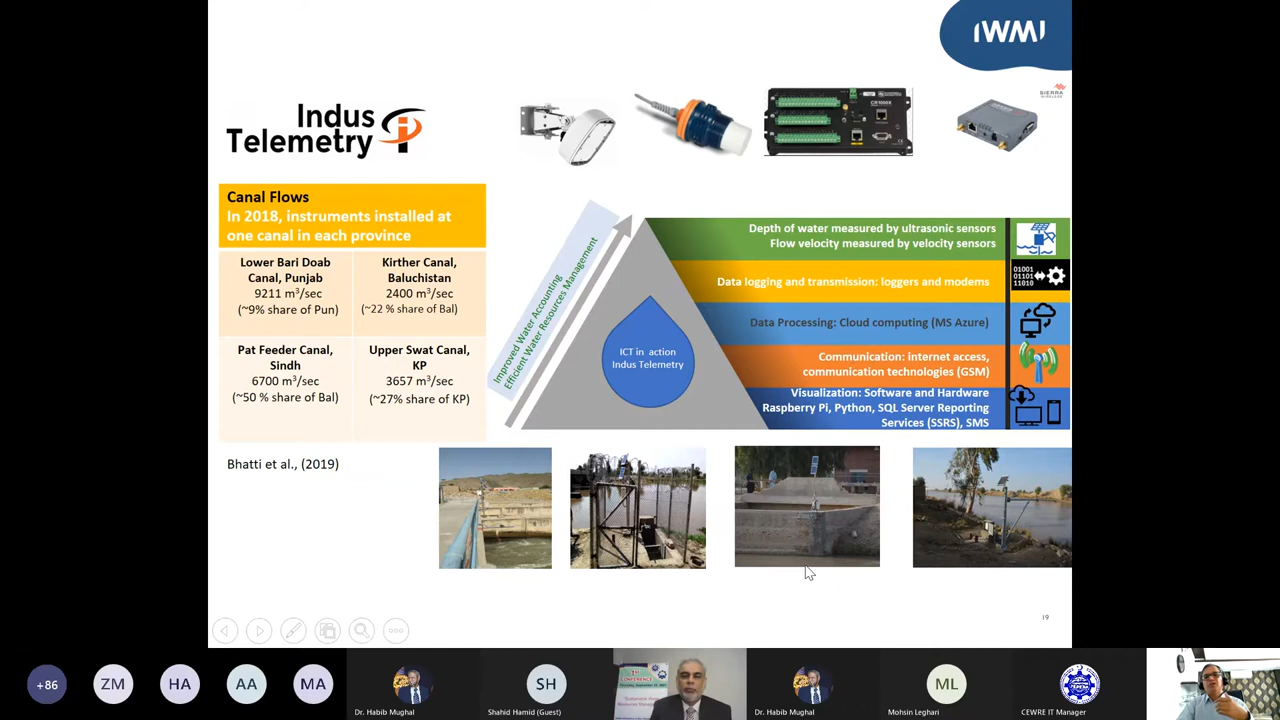 IWMI
Indus
Telemetry
SIERRA
WIRELESS
CR1000X
Canal Flows
In 2018, instruments installed at
one canal in each province
Lower Bari Doab
Canal, Punjab
9211 m³/sec
(~9% share of Pun)
Kirther Canal,
Baluchistan
2400 m³/sec
(~22 % share of Bal)
Pat Feeder Canal,
Sindh
6700 m³/sec
(~50 % share of Bal)
Upper Swat Canal,
KP
3657 m³/sec
(~27% share of KP)
Bhatti et al., (2019)
Improved Water Accounting
Efficient Water Resources Management
ICT in action
Indus Telemetry
Depth of water measured by ultrasonic sensors
Flow velocity measured by velocity sensors
Data logging and transmission: loggers and modems
01001
01101
11010
Data Processing: Cloud computing (MS Azure)
Communication: internet access,
communication technologies (GSM)
Visualization: Software and Hardware
Raspberry Pi, Python, SQL Server Reporting
Services (SSRS), SMS
19
+86
ZM
HA
AA
MA
Dr. Habib Mughal
SH
Shahid Hamid (Guest)
CONFERENCE
Dr. Habib Mughal
ML
Mohsin Leghari
CEWRE IT Manager